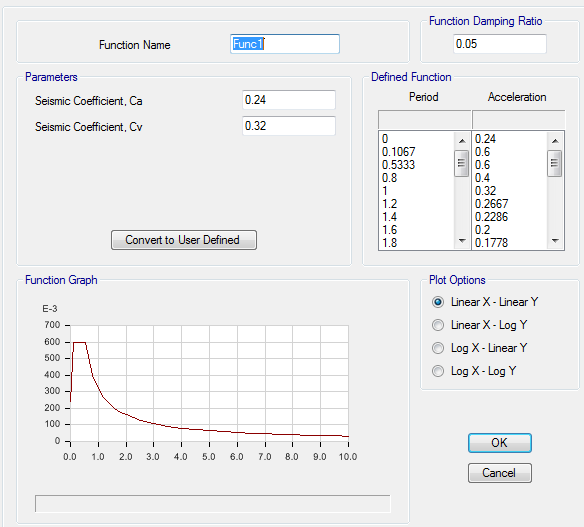 Function Damping Ratio
Function Name
Func1
0.05
Parameters
Seismic Coefficient, Ca
0.24
Seismic Coefficient, Cv
0.32
Convert to User Defined
Defined Function
Period Acceleration
0 0.24
0.1067 0.6
0.5333 0.6
0.8 0.4
1 0.32
1.2 0.2667
1.4 0.2286
1.6 0.2
1.8 0.1778
Function Graph
E-3
700
600
500
400
300
200
100
0
0.0 1.0 2.0 3.0 4.0 5.0 6.0 7.0 8.0 9.0 10.0
Plot Options
Linear X - Linear Y
Linear X - Log Y
Log X - Linear Y
Log X - Log Y
OK
Cancel